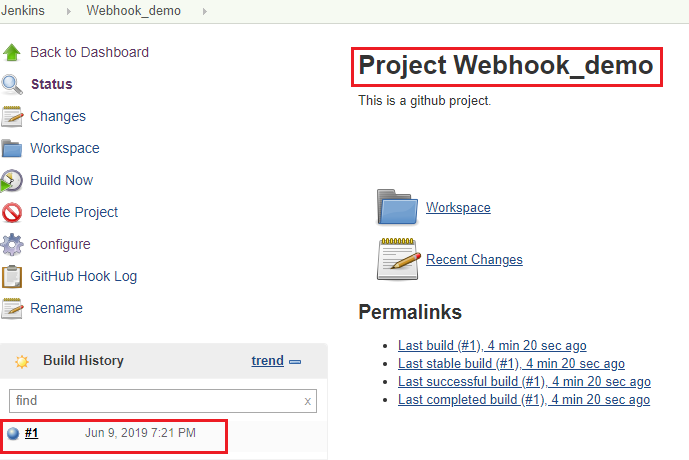 Jenkins Webhook_demo
Back to Dashboard
Status
Changes
Workspace
Build Now
Delete Project
Configure
GitHub Hook Log
Rename
Build History trend
find x
#1 Jun 9, 2019 7:21 PM
Project Webhook_demo
This is a github project.
Workspace
Recent Changes
Permalinks
Last build (#1), 4 min 20 sec ago
Last stable build (#1), 4 min 20 sec ago
Last successful build (#1), 4 min 20 sec ago
Last completed build (#1), 4 min 20 sec ago